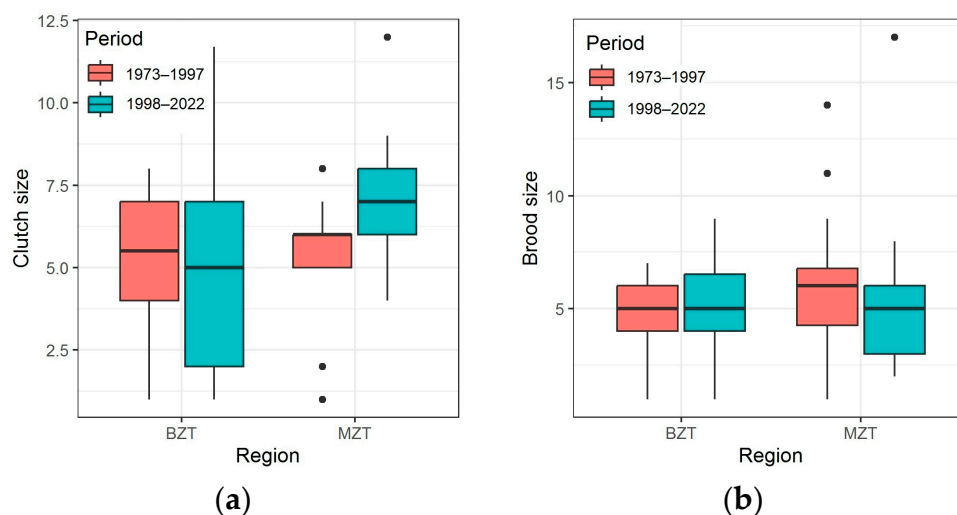 12.5
10.0
7.5
5.0
2.5
Clutch size
Period
1973–1997
1998–2022
BZT
MZT
Region
(a)
15
10
5
Brood size
Period
1973–1997
1998–2022
BZT
MZT
Region
(b)